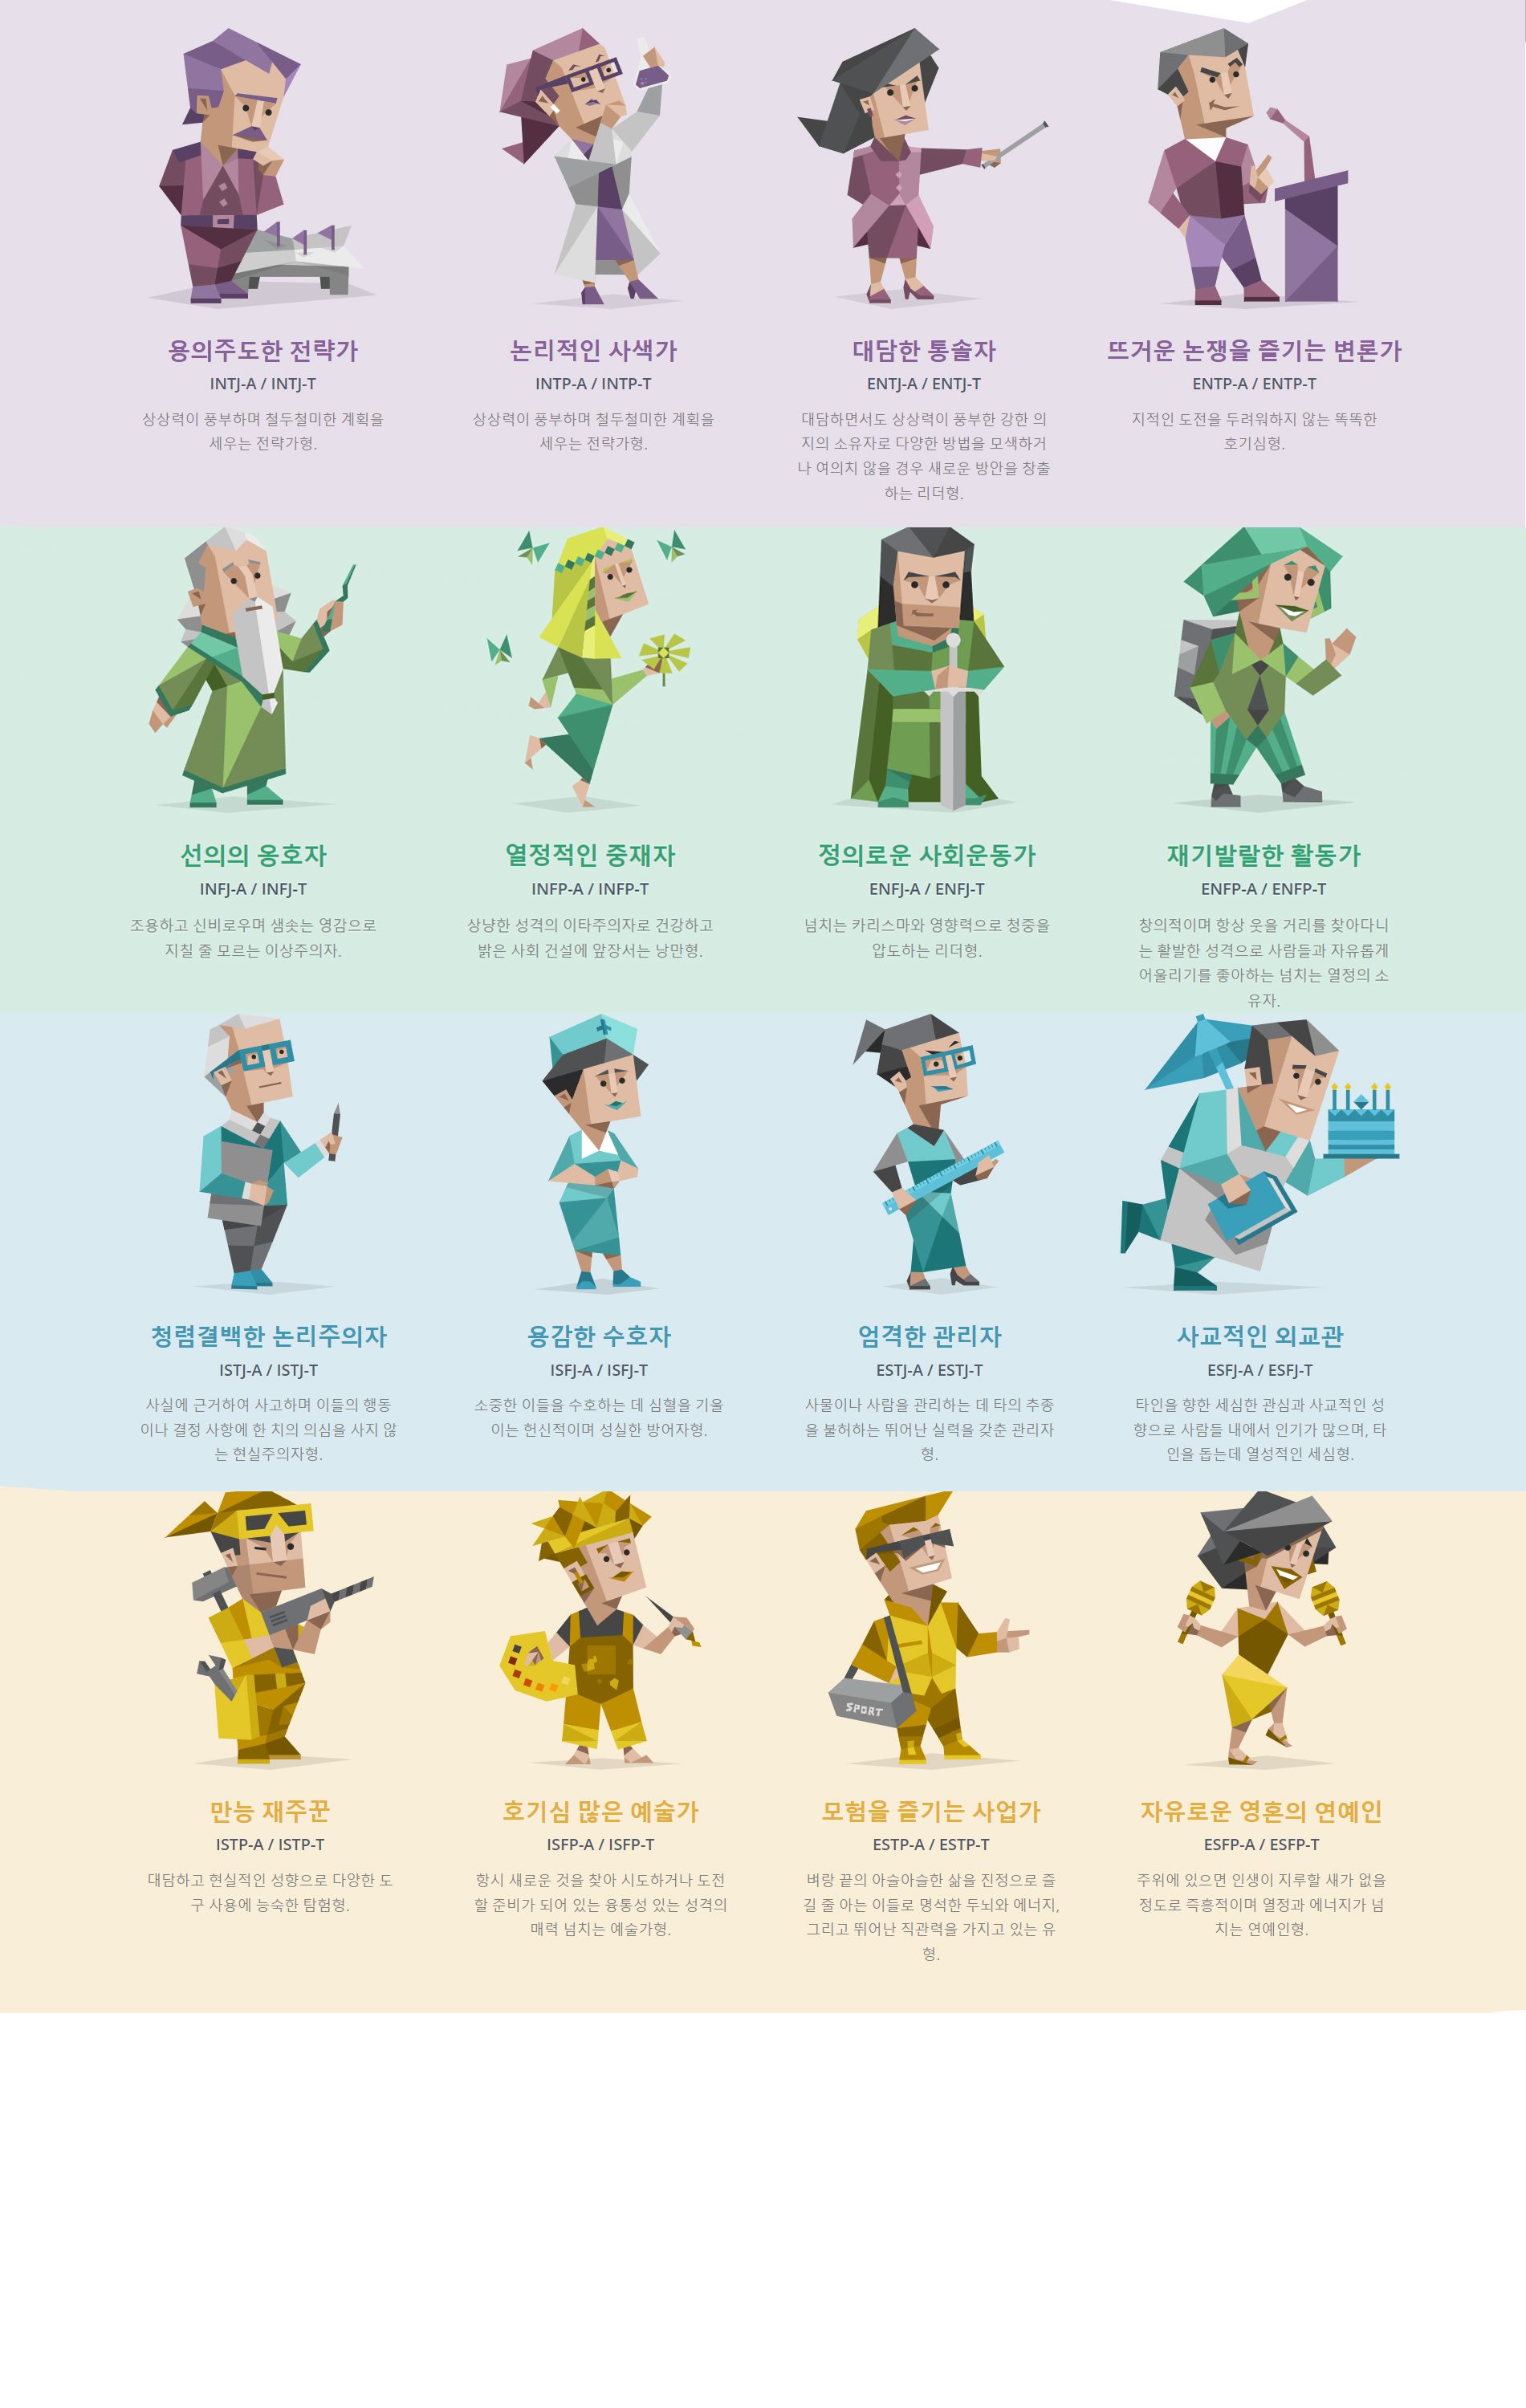 용의주도한 전략가
INTJ-A / INTJ-T
상상력이 풍부하며 철두철미한 계획을
세우는 전략가형.
논리적인 사색가
INTP-A / INTP-T
상상력이 풍부하며 철두철미한 계획을
세우는 전략가형.
대담한 통솔자
ENTJ-A / ENTJ-T
대담하면서도 상상력이 풍부한 강한 의
지의 소유자로 다양한 방법을 모색하거
나 여의치 않을 경우 새로운 방안을 창출
하는 리더형.
뜨거운 논쟁을 즐기는 변론가
ENTP-A / ENTP-T
지적인 도전을 두려워하지 않는 똑똑한
호기심형.
선의의 옹호자
INFJ-A / INFJ-T
조용하고 신비로우며 샘솟는 영감으로
지칠 줄 모르는 이상주의자.
열정적인 중재자
INFP-A / INFP-T
상냥한 성격의 이타주의자로 건강하고
밝은 사회 건설에 앞장서는 낭만형.
정의로운 사회운동가
ENFJ-A / ENFJ-T
넘치는 카리스마와 영향력으로 청중을
압도하는 리더형.
재기발랄한 활동가
ENFP-A / ENFP-T
창의적이며 항상 웃을 거리를 찾아다니
는 활발한 성격으로 사람들과 자유롭게
어울리기를 좋아하는 넘치는 열정의 소
유자.
청렴결백한 논리주의자
ISTJ-A / ISTJ-T
사실에 근거하여 사고하며 이들의 행동
이나 결정 사항에 한 치의 의심을 사지 않
는 현실주의자형.
용감한 수호자
ISFJ-A / ISFJ-T
소중한 이들을 수호하는 데 심혈을 기울
이는 헌신적이며 성실한 방어자형.
엄격한 관리자
ESTJ-A / ESTJ-T
사물이나 사람을 관리하는 데 타의 추종
을 불허하는 뛰어난 실력을 갖춘 관리자
형.
사교적인 외교관
ESFJ-A / ESFJ-T
타인을 향한 세심한 관심과 사교적인 성
향으로 사람들 내에서 인기가 많으며, 타
인을 돕는데 열성적인 세심형.
만능 재주꾼
ISTP-A / ISTP-T
대담하고 현실적인 성향으로 다양한 도
구 사용에 능숙한 탐험형.
호기심 많은 예술가
ISFP-A / ISFP-T
항시 새로운 것을 찾아 시도하거나 도전
할 준비가 되어 있는 융통성 있는 성격의
매력 넘치는 예술가형.
SPORT
모험을 즐기는 사업가
ESTP-A / ESTP-T
벼랑 끝의 아슬아슬한 삶을 진정으로 즐
길 줄 아는 이들로 명석한 두뇌와 에너지,
그리고 뛰어난 직관력을 가지고 있는 유
형.
자유로운 영혼의 연예인
ESFP-A / ESFP-T
주위에 있으면 인생이 지루할 새가 없을
정도로 즉흥적이며 열정과 에너지가 넘
치는 연예인형.